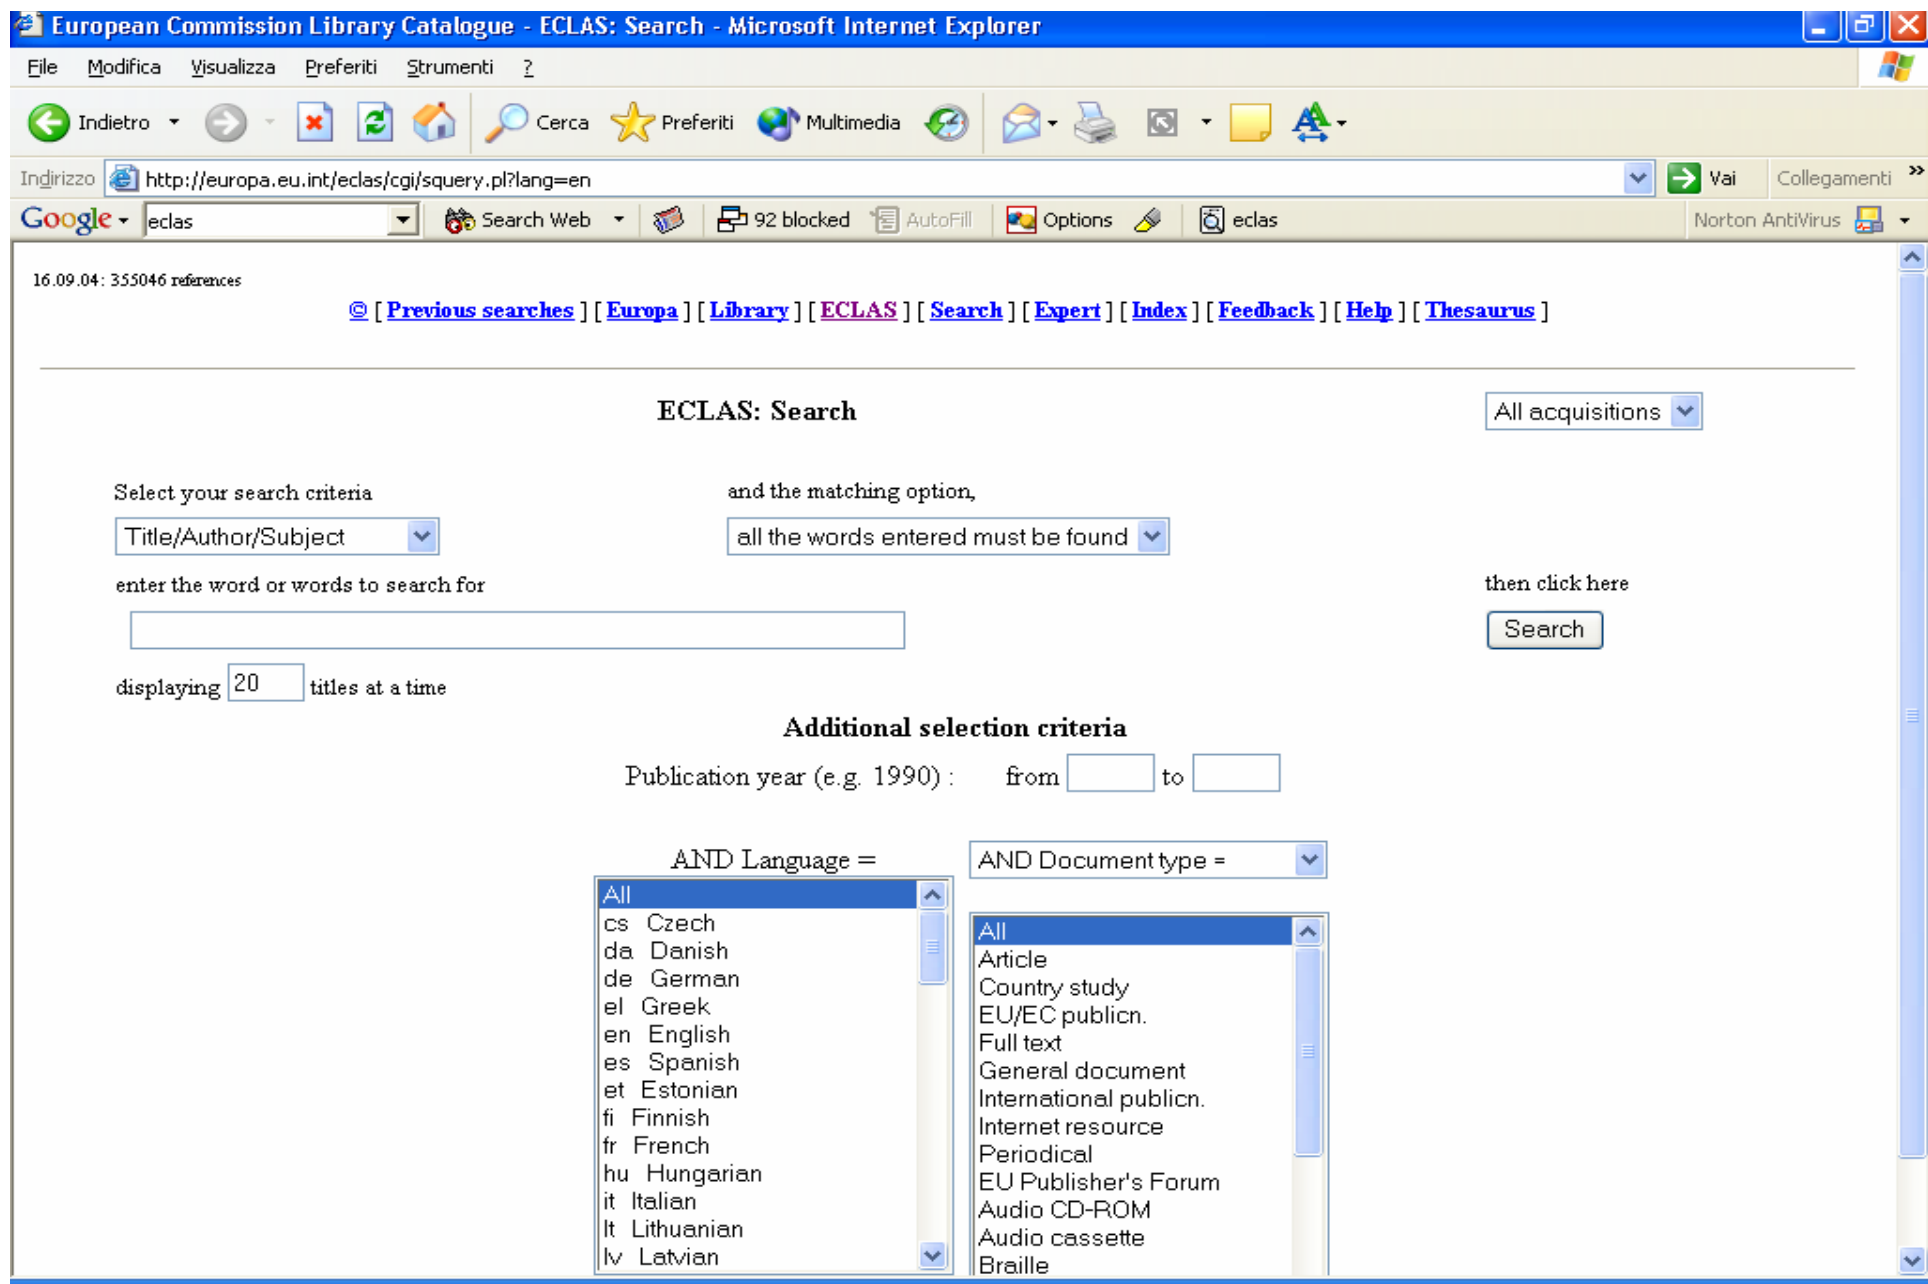 European Commission Library Catalogue - ECLAS: Search - Microsoft Internet Explorer
File Modifica Visualizza Preferiti Strumenti ?
Indietro Cerca Preferiti Multimedia
Indirizzo http://europa.eu.int/eclas/cgi/squery.pl?lang=en Vai Collegamenti »
Google eclas Search Web 92 blocked AutoFill Options eclas Norton AntiVirus
16.09.04: 355046 references
@ [ Previous searches ] [ Europa ] [ Library ] [ ECLAS ] [ Search ] [ Expert ] [ Index ] [ Feedback ] [ Help ] [ Thesaurus ]
ECLAS: Search All acquisitions
Select your search criteria and the matching option,
Title/Author/Subject all the words entered must be found
enter the word or words to search for then click here
Search
displaying 20 titles at a time
Additional selection criteria
Publication year (e.g. 1990) : from to
AND Language = AND Document type =
All
cs Czech
da Danish
de German
el Greek
en English
es Spanish
et Estonian
fi Finnish
fr French
hu Hungarian
it Italian
lt Lithuanian
lv Latvian
All
Article
Country study
EU/EC publicn.
Full text
General document
International publicn.
Internet resource
Periodical
EU Publisher's Forum
Audio CD-ROM
Audio cassette
Braille